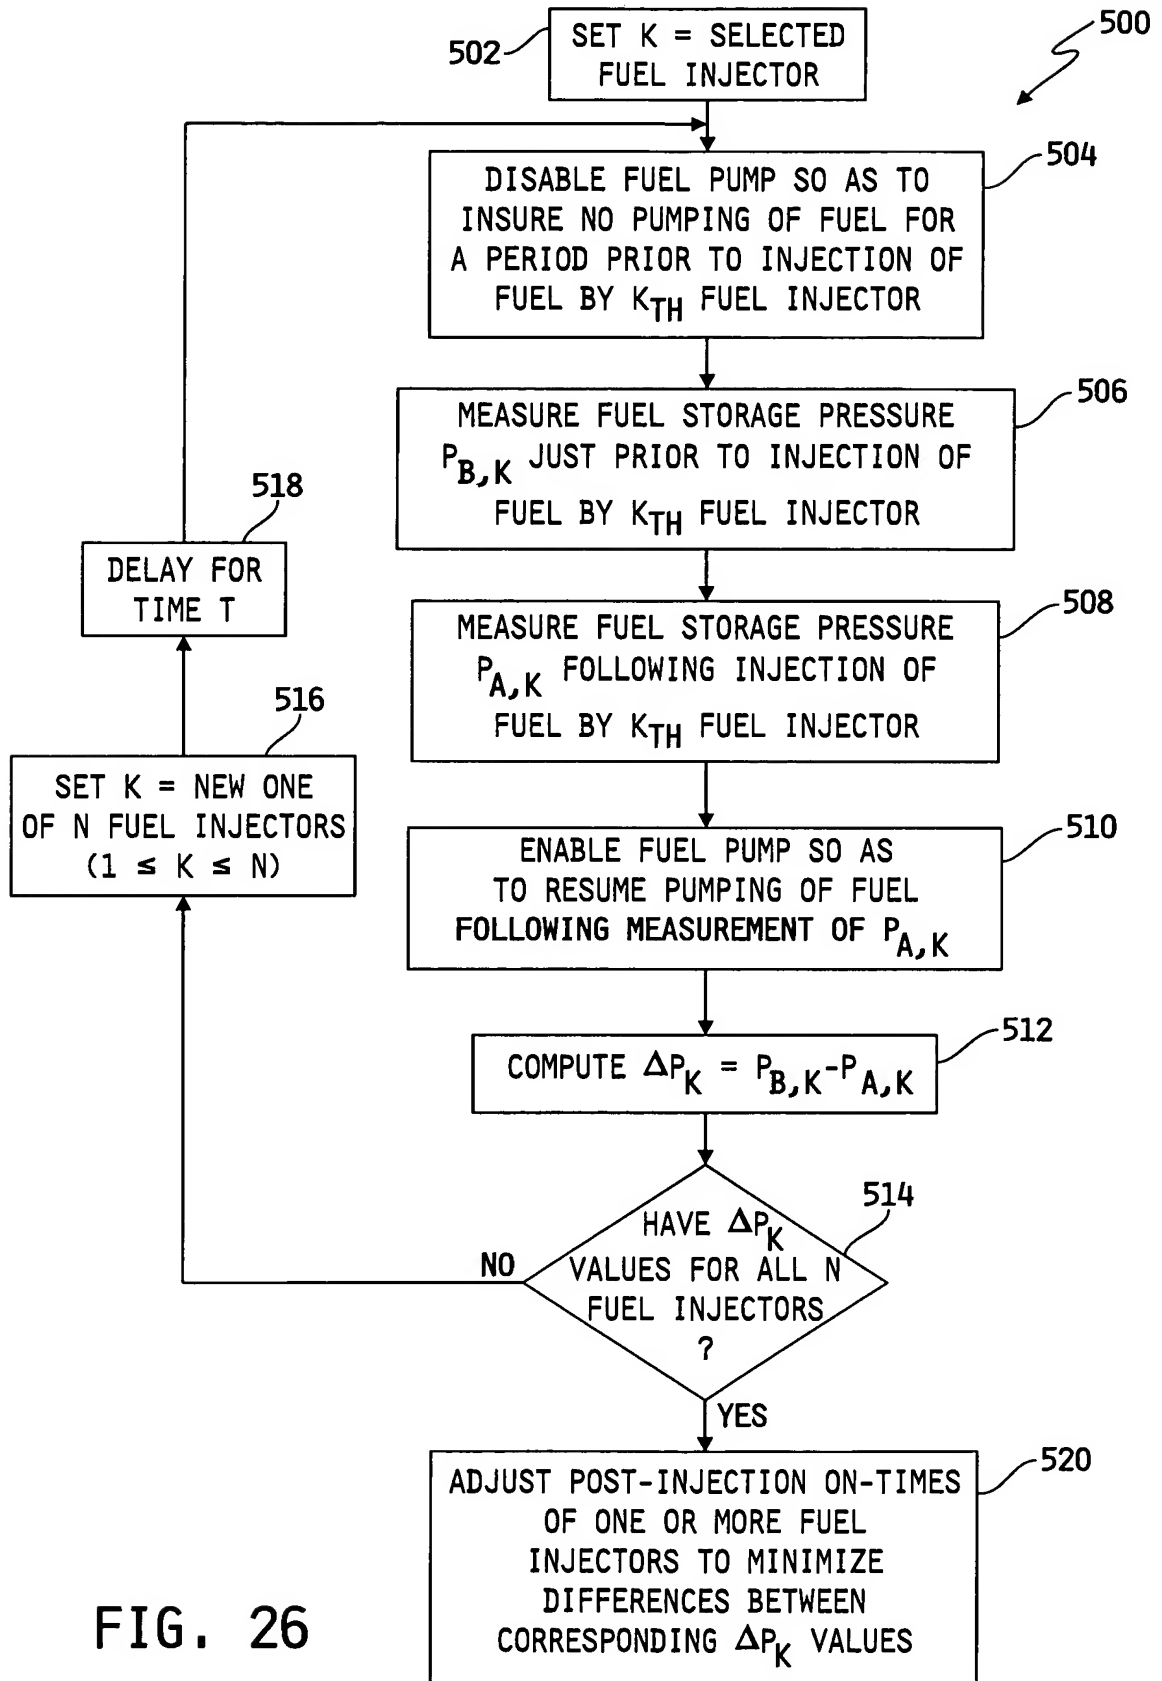 500
502
SET K = SELECTED
FUEL INJECTOR
504
DISABLE FUEL PUMP SO AS TO
INSURE NO PUMPING OF FUEL FOR
A PERIOD PRIOR TO INJECTION OF
FUEL BY KTH FUEL INJECTOR
506
MEASURE FUEL STORAGE PRESSURE
PB,K JUST PRIOR TO INJECTION OF
FUEL BY KTH FUEL INJECTOR
508
MEASURE FUEL STORAGE PRESSURE
PA,K FOLLOWING INJECTION OF
FUEL BY KTH FUEL INJECTOR
510
ENABLE FUEL PUMP SO AS
TO RESUME PUMPING OF FUEL
FOLLOWING MEASUREMENT OF PA,K
512
COMPUTE ΔPK = PB,K-PA,K
514
HAVE ΔPK
VALUES FOR ALL N
FUEL INJECTORS
?
NO
516
SET K = NEW ONE
OF N FUEL INJECTORS
(1 ≤ K ≤ N)
518
DELAY FOR
TIME T
YES
520
ADJUST POST-INJECTION ON-TIMES
OF ONE OR MORE FUEL
INJECTORS TO MINIMIZE
DIFFERENCES BETWEEN
CORRESPONDING ΔPK VALUES
FIG. 26